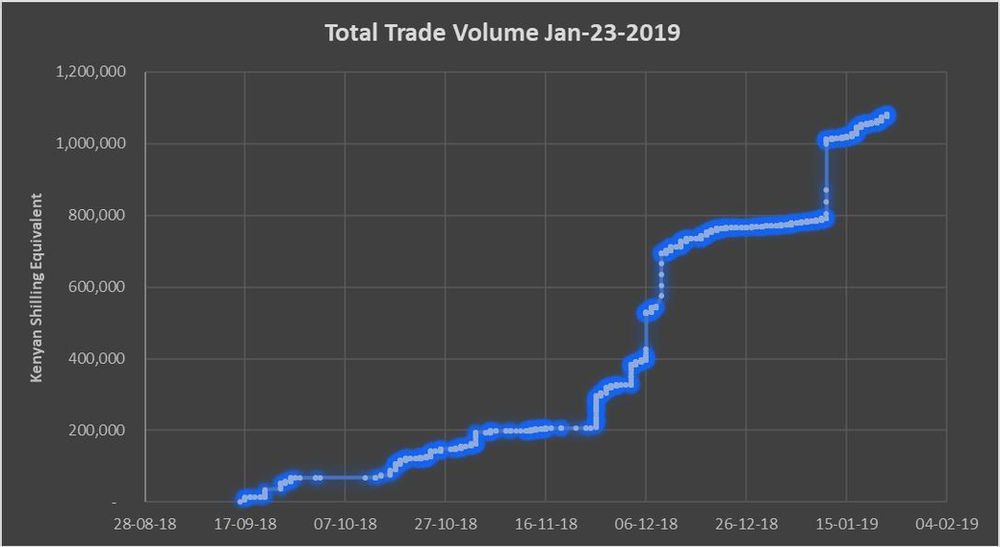 Total Trade Volume Jan-23-2019
Kenyan Shilling Equivalent
1,200,000
1,000,000
800,000
600,000
400,000
200,000
-
28-08-18 17-09-18 07-10-18 27-10-18 16-11-18 06-12-18 26-12-18 15-01-19 04-02-19